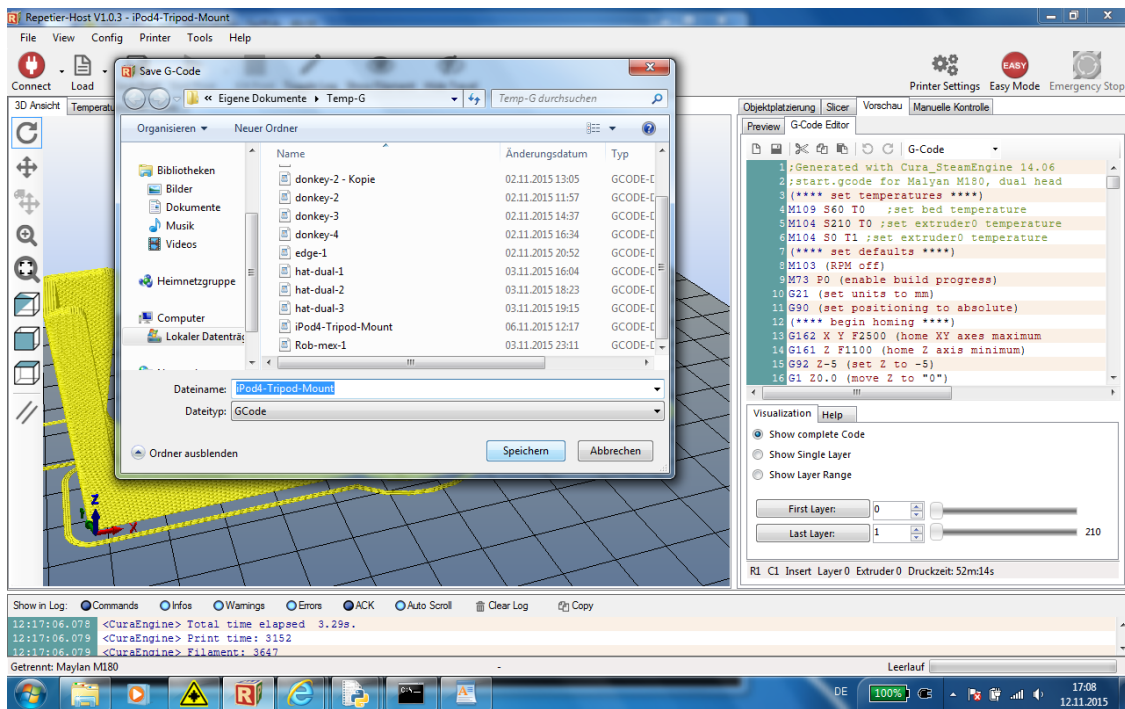 Repetier-Host V1.0.3 - iPod4-Tripod-Mount
File View Config Printer Tools Help
Connect Load
Printer Settings Easy Mode Emergency Stop
EASY
3D Ansicht Temperatu
Save G-Code
« Eigene Dokumente Temp-G
Temp-G durchsuchen
Organisieren Neuer Ordner
Name Änderungsdatum Typ
Bibliotheken
Bilder
Dokumente
Musik
Videos
Heimnetzgruppe
Computer
Lokaler Datenträg
donkey-2 - Kopie 02.11.2015 13:05 GCODE-D
donkey-2 02.11.2015 11:57 GCODE-D
donkey-3 02.11.2015 14:37 GCODE-D
donkey-4 02.11.2015 16:34 GCODE-D
edge-1 02.11.2015 20:52 GCODE-D
hat-dual-1 03.11.2015 16:04 GCODE-D
hat-dual-2 03.11.2015 18:23 GCODE-D
hat-dual-3 03.11.2015 19:15 GCODE-D
iPod4-Tripod-Mount 06.11.2015 12:17 GCODE-D
Rob-mex-1 03.11.2015 23:11 GCODE-D
Dateiname: iPod4-Tripod-Mount
Dateityp: GCode
Ordner ausblenden
Speichern Abbrechen
Z
X
Objektplatzierung Slicer Vorschau Manuelle Kontrolle
Preview G-Code Editor
G-Code
1 ;Generated with Cura_SteamEngine 14.06
2 ;start.gcode for Malyan M180, dual head
3 (**** set temperatures ****)
4 M109 S60 T0 ;set bed temperature
5 M104 S210 T0 ;set extruder0 temperature
6 M104 S0 T1 ;set extruder0 temperature
7 (**** set defaults ****)
8 M103 (RPM off)
9 M73 P0 (enable build progress)
10 G21 (set units to mm)
11 G90 (set positioning to absolute)
12 (**** begin homing ****)
13 G162 X Y F2500 (home XY axes maximum
14 G161 Z F1100 (home Z axis minimum)
15 G92 Z-5 (set Z to -5)
16 G1 Z0.0 (move Z to "0")
Visualization Help
Show complete Code
Show Single Layer
Show Layer Range
First Layer: 0
Last Layer: 1 210
R1 C1 Insert Layer 0 Extruder 0 Druckzeit: 52m:14s
Show in Log: Commands Infos Warnings Errors ACK Auto Scroll Clear Log Copy
12:17:06.078 <CuraEngine> Total time elapsed 3.29s.
12:17:06.079 <CuraEngine> Print time: 3152
12:17:06.079 <CuraEngine> Filament: 3647
Getrennt: Maylan M180 - Leerlauf
DE 100% 17:08
12.11.2015